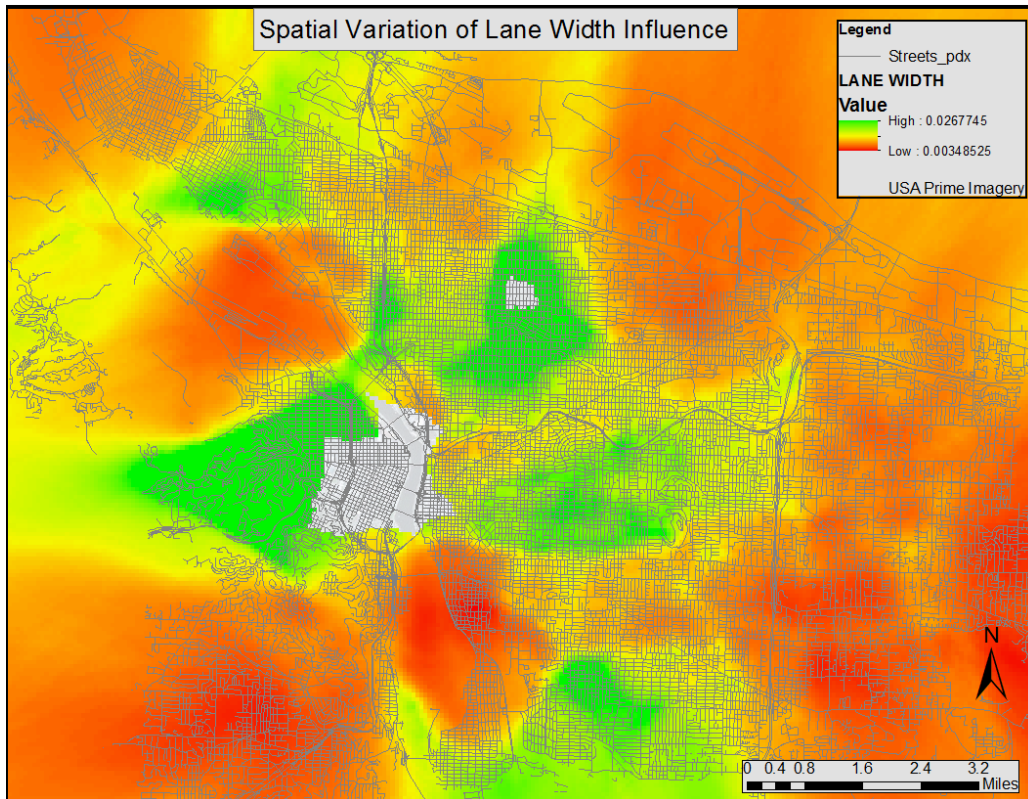 Spatial Variation of Lane Width Influence
Legend
Streets_pdx
LANE WIDTH
Value
High : 0.0267745
Low : 0.00348525
USA Prime Imagery
N
0 0.4 0.8 1.6 2.4 3.2
Miles